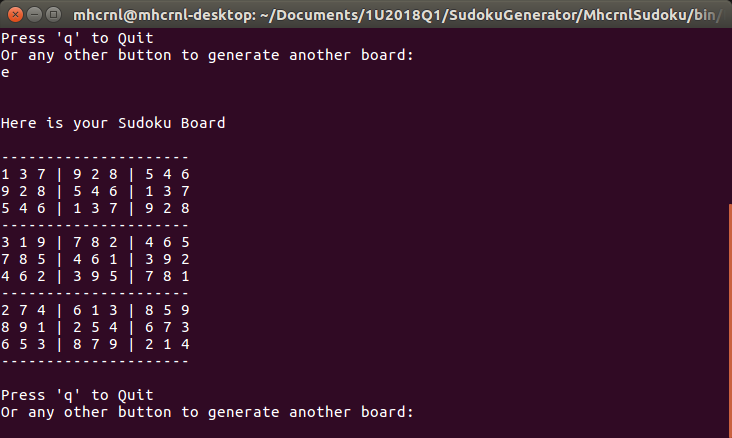 mhcrnl@mhcrnl-desktop: ~/Documents/1U2018Q1/SudokuGenerator/MhcrnlSudoku/bin/
Press 'q' to Quit
Or any other button to generate another board:
e
Here is your Sudoku Board
---------------------
1 3 7 | 9 2 8 | 5 4 6
9 2 8 | 5 4 6 | 1 3 7
5 4 6 | 1 3 7 | 9 2 8
---------------------
3 1 9 | 7 8 2 | 4 6 5
7 8 5 | 4 6 1 | 3 9 2
4 6 2 | 3 9 5 | 7 8 1
---------------------
2 7 4 | 6 1 3 | 8 5 9
8 9 1 | 2 5 4 | 6 7 3
6 5 3 | 8 7 9 | 2 1 4
---------------------
Press 'q' to Quit
Or any other button to generate another board: